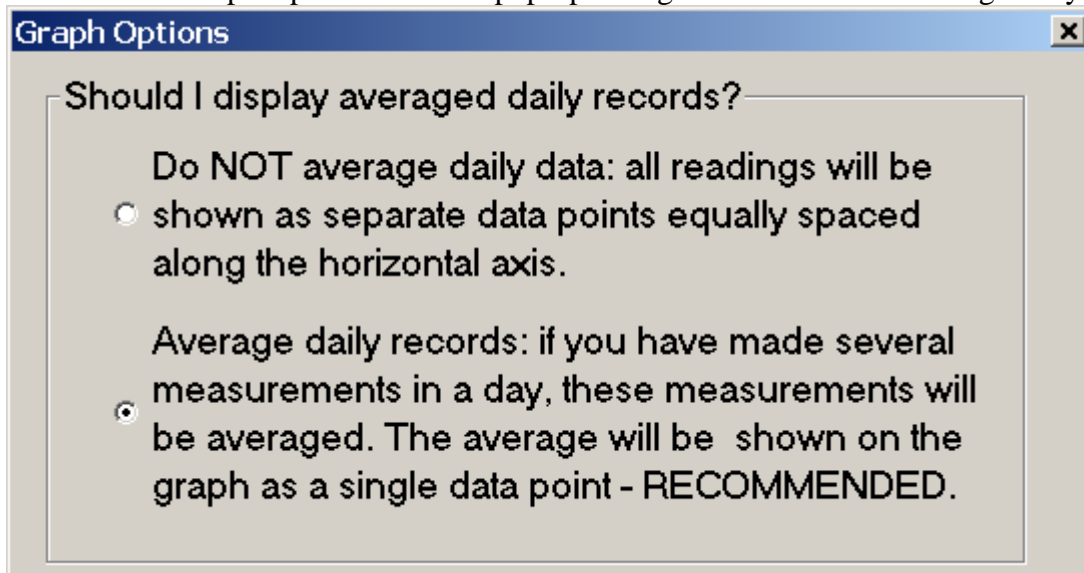 Graph Options
Should I display averaged daily records?
Do NOT average daily data: all readings will be
shown as separate data points equally spaced
along the horizontal axis.
Average daily records: if you have made several
measurements in a day, these measurements will
be averaged. The average will be  shown on the
graph as a single data point - RECOMMENDED.